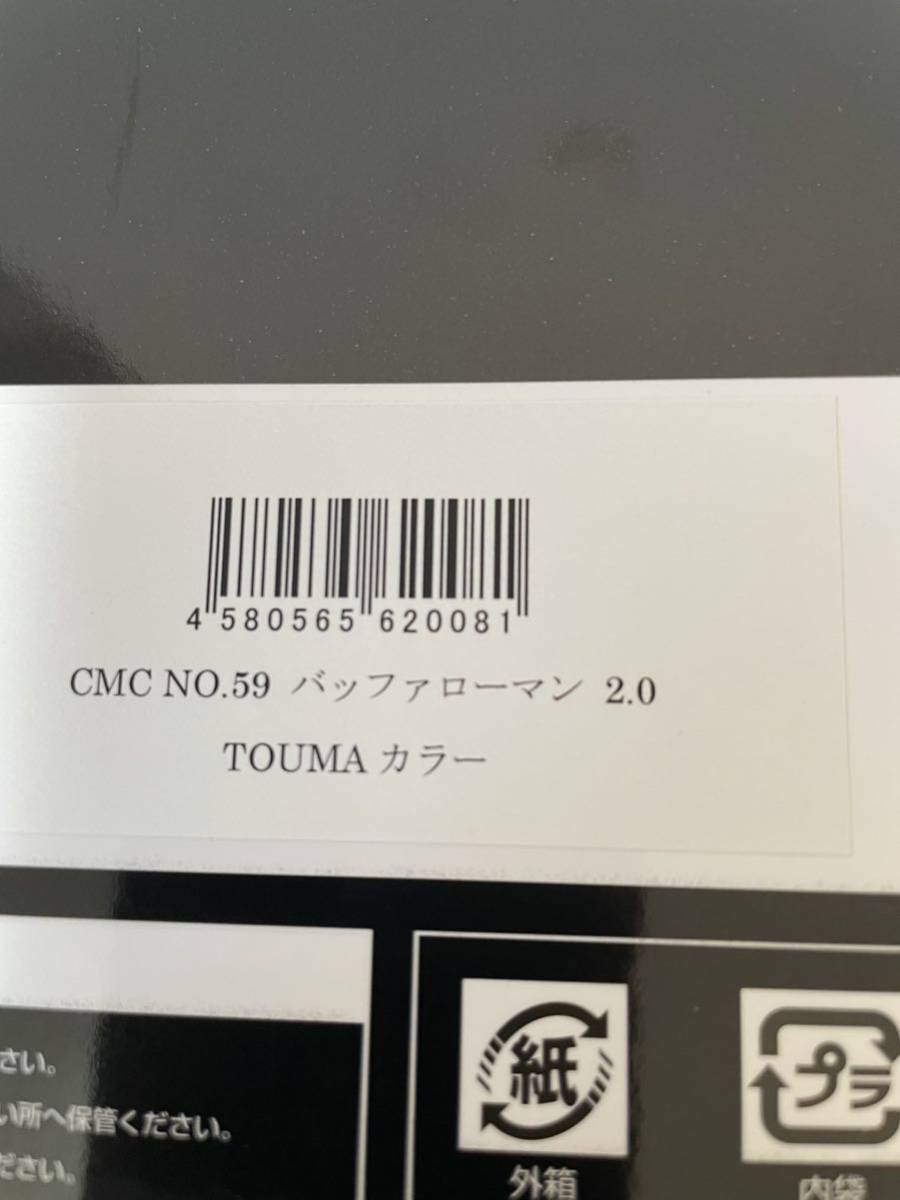 4 580565 620081
CMC NO.59 バッファローマン 2.0
TOUMA カラー
さい。
い所へ保管ください。
ださい。
紙
外箱
プラ
内袋